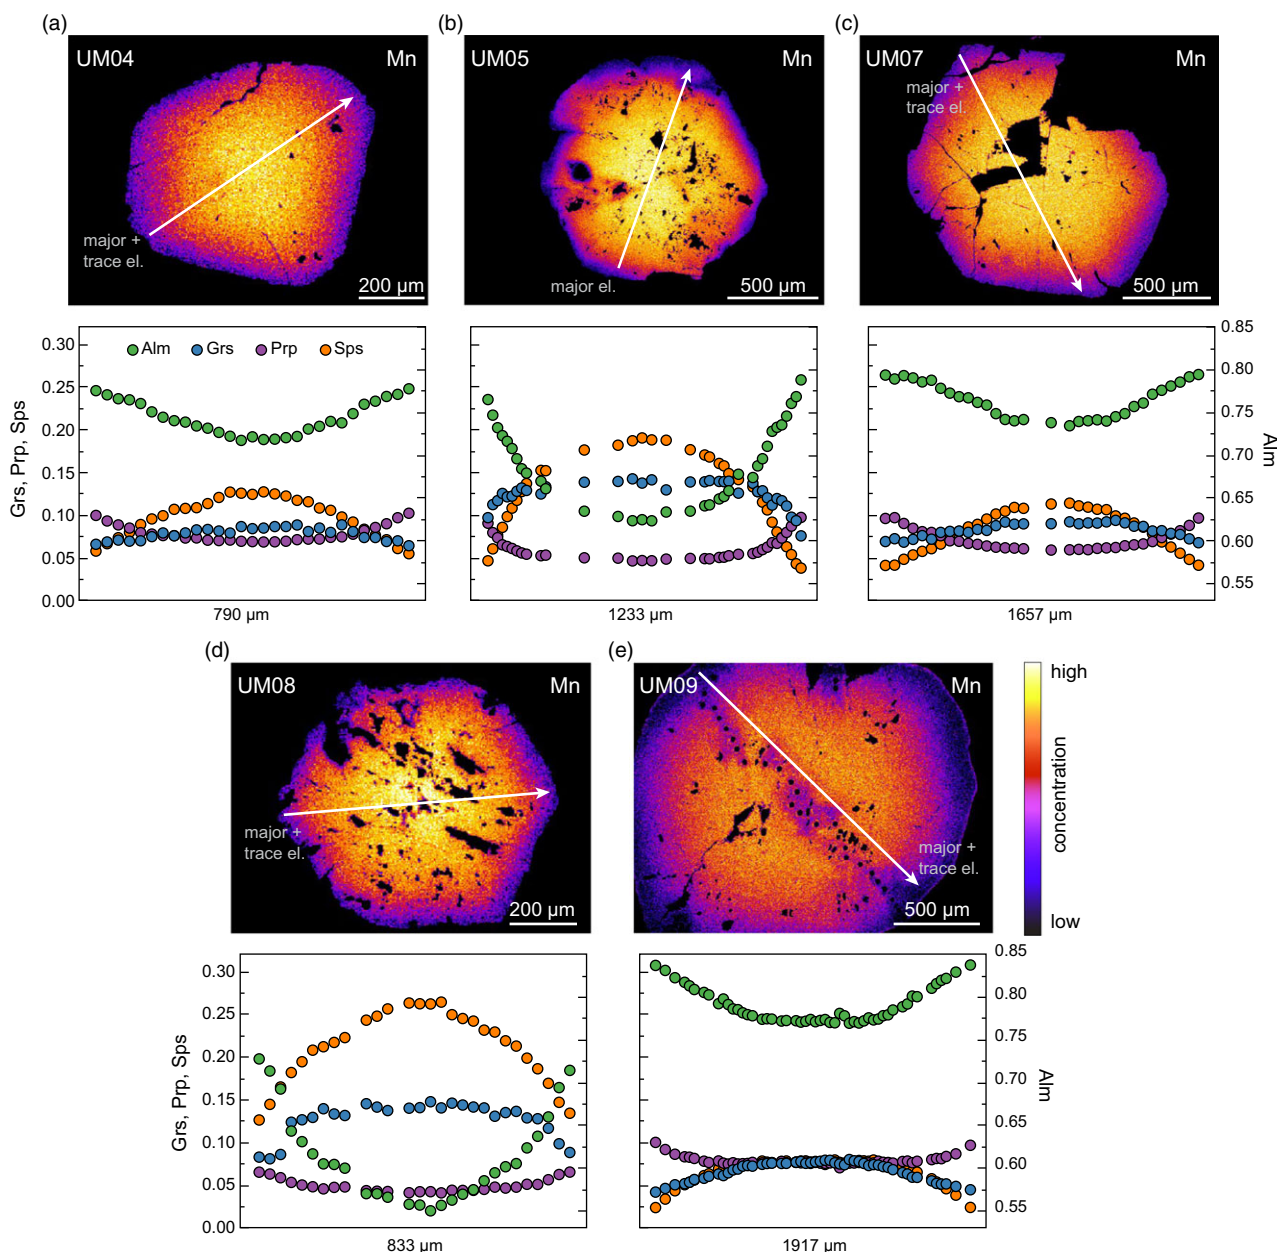 (a)
UM04
Mn
major +
trace el.
200 µm
(b)
UM05
Mn
major el.
500 µm
(c)
UM07
Mn
major +
trace el.
500 µm
Grs, Prp, Sps
0.30
0.25
0.20
0.15
0.10
0.05
0.00
Alm
Grs
Prp
Sps
790 µm
1233 µm
1657 µm
0.85
0.80
0.75
0.70
0.65
0.60
0.55
Alm
(d)
UM08
Mn
major +
trace el.
200 µm
(e)
UM09
Mn
major +
trace el.
500 µm
high
concentration
low
Grs, Prp, Sps
0.30
0.25
0.20
0.15
0.10
0.05
0.00
833 µm
1917 µm
0.85
0.80
0.75
0.70
0.65
0.60
0.55
Alm